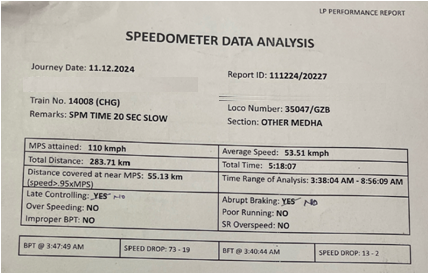 LP PERFORMANCE REPORT
SPEEDOMETER DATA ANALYSIS
Journey Date: 11.12.2024
Report ID: 111224/20227
Train No. 14008 (CHG)
Loco Number: 35047/GZB
Remarks: SPM TIME 20 SEC SLOW
Section: OTHER MEDHA
MPS attained: 110 kmph
Average Speed: 53.51 kmph
Total Distance: 283.71 km
Total Time: 5:18:07
Distance covered at near MPS: 55.13 km
(speed>.95xMPS)
Time Range of Analysis: 3:38:04 AM - 8:56:09 AM
Late Controlling: YES No
Abrupt Braking: YES No
Over Speeding: NO
Poor Running: NO
Improper BPT: NO
SR Overspeed: NO
BPT @ 3:47:49 AM
SPEED DROP: 73 - 19
BFT @ 3:40:44 AM
SPEED DROP: 13 - 2